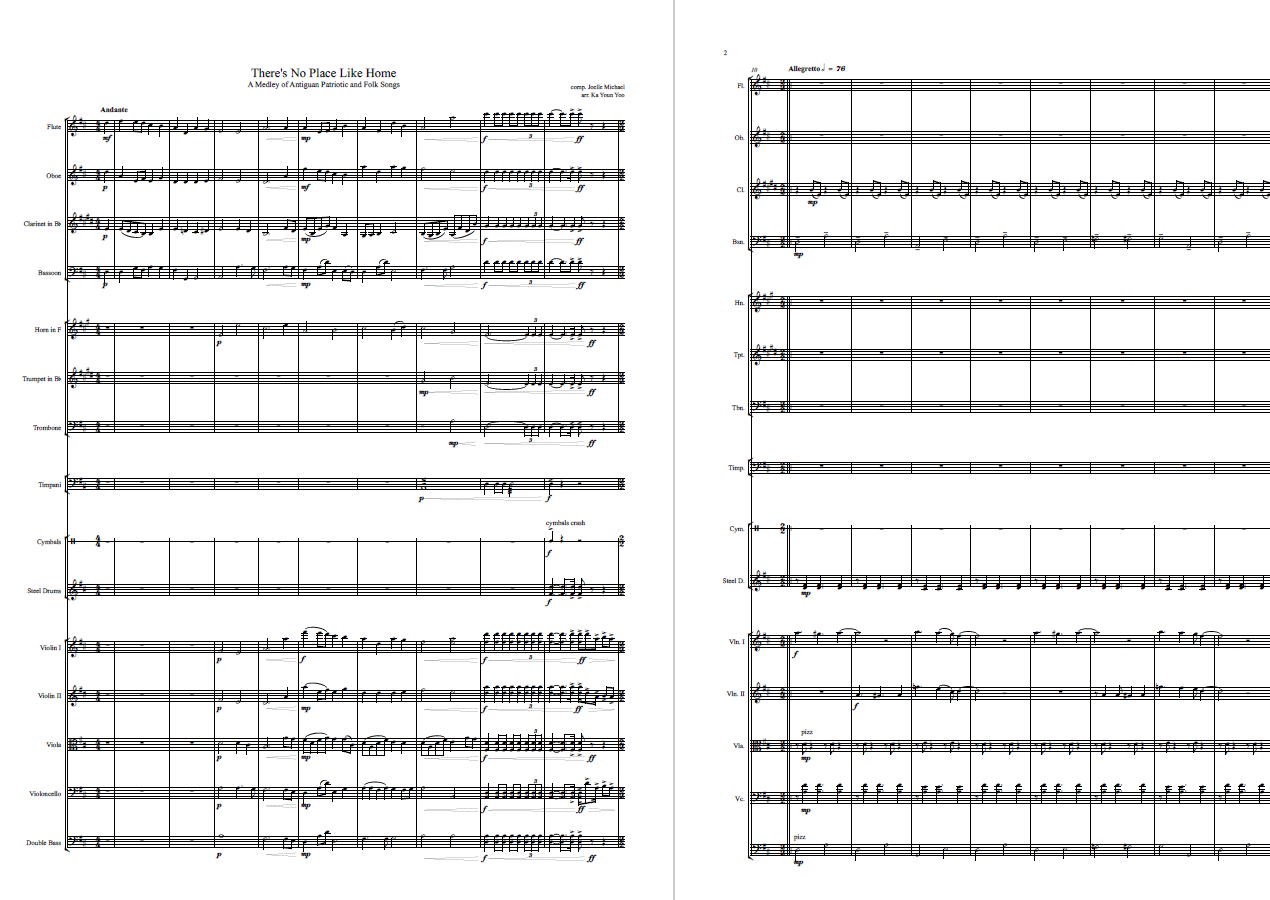 There's No Place Like Home
A Medley of Antiguan Patriotic and Folk Songs
comp. Joelle Michael
arr. Ka Youn Yoo
Andante
Flute
mf mp f 3 ff
Oboe
p mf f 3 ff
Clarinet in B♭
p mp f 3 ff
Bassoon
p mp f 3 ff
Horn in F
p 3 ff
Trumpet in B♭
mp 3 ff
Trombone
mp 3 ff
Timpani
p f
cymbals crash
Cymbals
f
Steel Drums
f
Violin I
p f f 3 ff
Violin II
p mp f 3 ff
Viola
p mp f 3 ff
Violoncello
p mp f 3 ff
Double Bass
p mp f 3 ff
2
10
Allegretto ♩ = 76
Fl.
Ob.
Cl.
mp
Bsn.
mp
Hn.
Tpt.
Tbn.
Timp.
Cym.
Steel D.
mp
Vln. I
f
Vln. II
f
pizz
Vla.
mp
Vc.
mp
pizz
mp